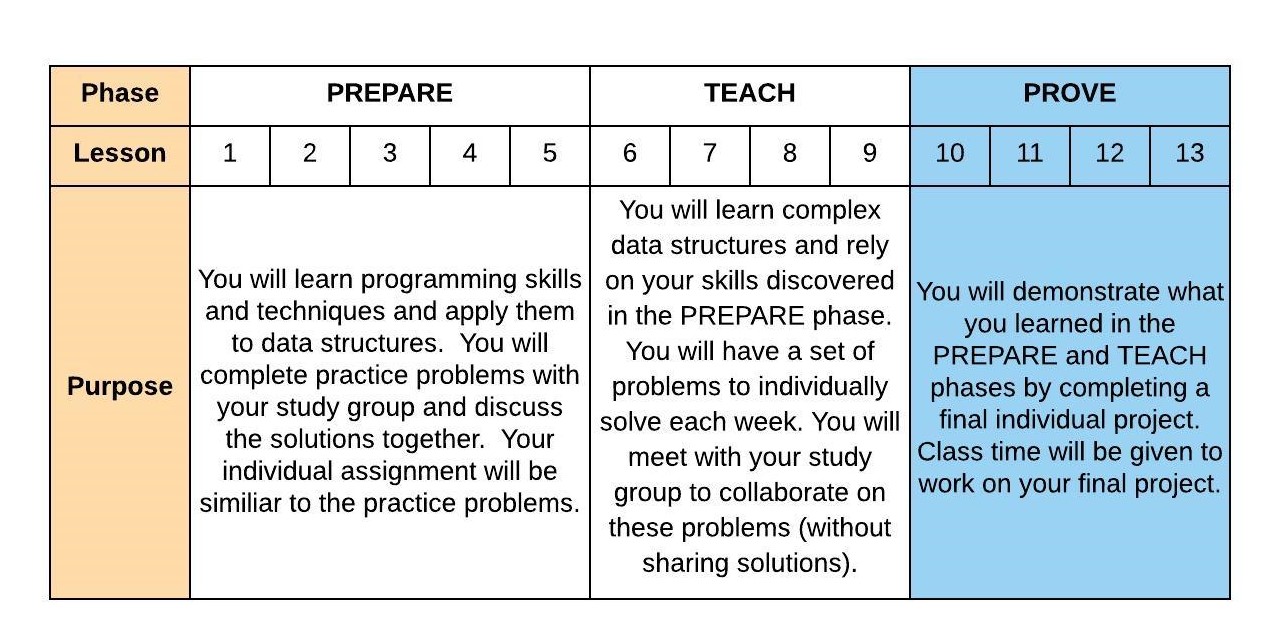 Phase PREPARE TEACH PROVE
Lesson 1 2 3 4 5 6 7 8 9 10 11 12 13
Purpose
You will learn programming skills
and techniques and apply them
to data structures.  You will
complete practice problems with
your study group and discuss
the solutions together.  Your
individual assignment will be
similiar to the practice problems.
You will learn complex
data structures and rely
on your skills discovered
in the PREPARE phase.
You will have a set of
problems to individually
solve each week. You will
meet with your study
group to collaborate on
these problems (without
sharing solutions).
You will demonstrate what
you learned in the
PREPARE and TEACH
phases by completing a
final individual project.
Class time will be given to
work on your final project.